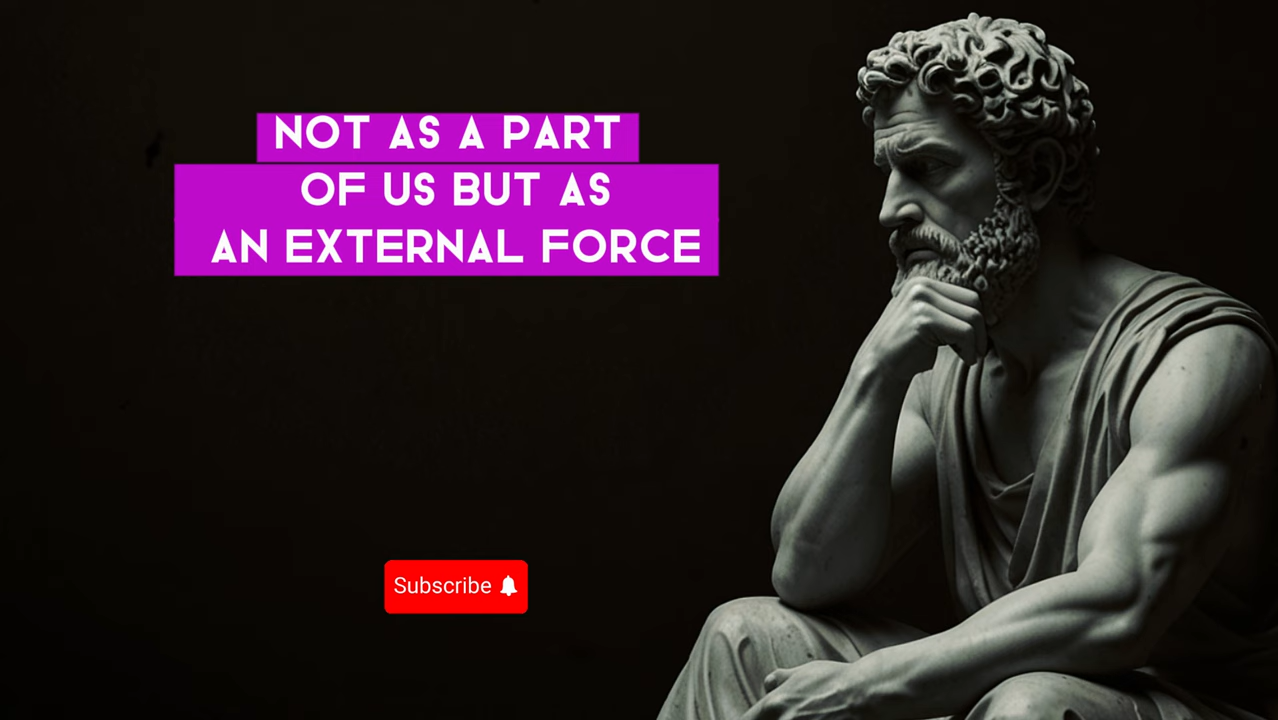 NOT AS A PART
OF US BUT AS
AN EXTERNAL FORCE
Subscribe